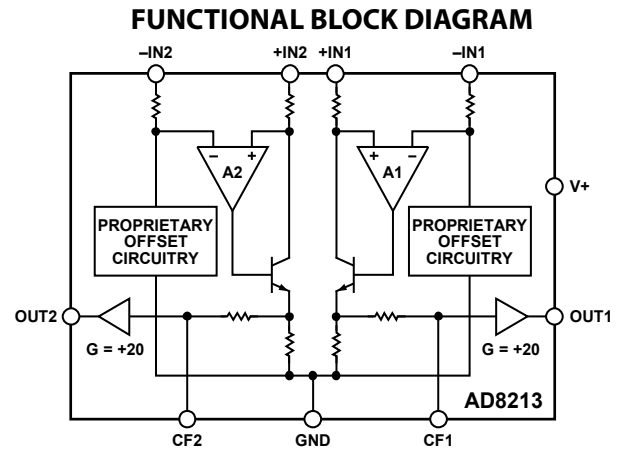 FUNCTIONAL BLOCK DIAGRAM
–IN2 +IN2 +IN1 –IN1
– + + –
A2 A1
V+
PROPRIETARY
OFFSET
CIRCUITRY
PROPRIETARY
OFFSET
CIRCUITRY
OUT2 OUT1
G = +20 G = +20
AD8213
CF2 GND CF1